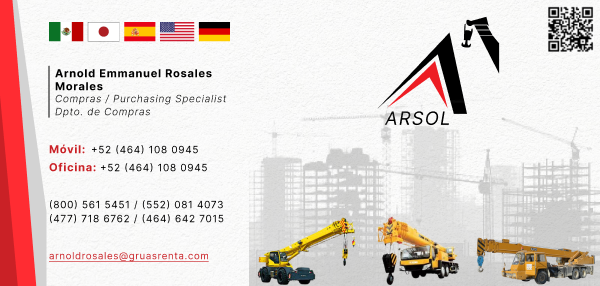 Arnold Emmanuel Rosales
Morales
Compras / Purchasing Specialist
Dpto. de Compras
Móvil: +52 (464) 108 0945
Oficina: +52 (464) 108 0945
(800) 561 5451 / (552) 081 4073
(477) 718 6762 / (464) 642 7015
arnoldrosales@gruasrenta.com
ARSOL